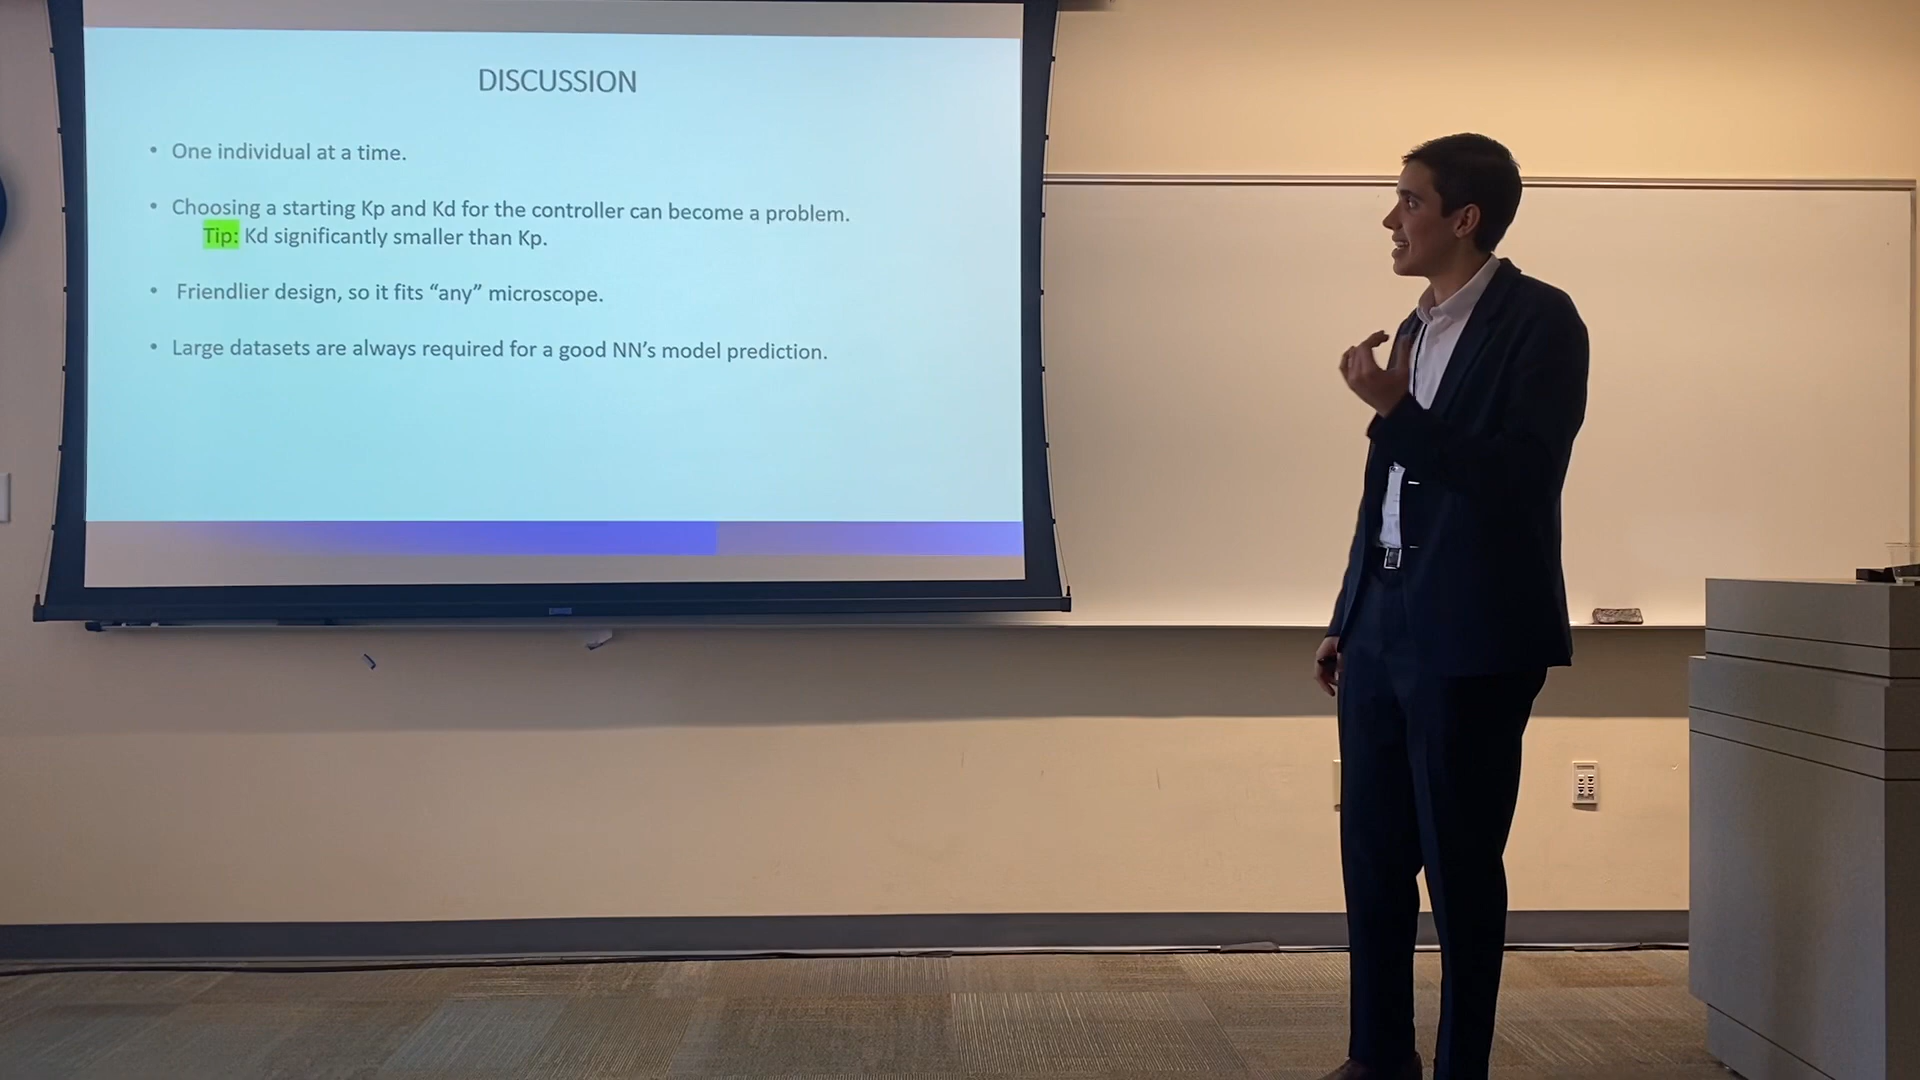 DISCUSSION
• One individual at a time.
• Choosing a starting Kp and Kd for the controller can become a problem.
Tip: Kd significantly smaller than Kp.
• Friendlier design, so it fits “any” microscope.
• Large datasets are always required for a good NN’s model prediction.